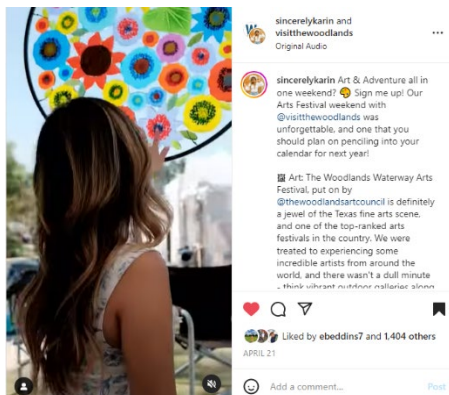 sincerelykarin and
visitthewoodlands
Original Audio
sincerelykarin Art & Adventure all in
one weekend? 🎨 Sign me up! Our
Arts Festival weekend with
@visitthewoodlands was
unforgettable, and one that you
should plan on penciling into your
calendar for next year!
🖼 Art: The Woodlands Waterway Arts
Festival, put on by
@thewoodlandsartcouncil is definitely
a jewel of the Texas fine arts scene,
and one of the top-ranked arts
festivals in the country. We were
treated to experiencing some
incredible artists from around the
world, and there wasn't a dull minute
- think vibrant outdoor galleries along
Liked by ebeddins7 and 1,404 others
APRIL 21
Add a comment...
Post